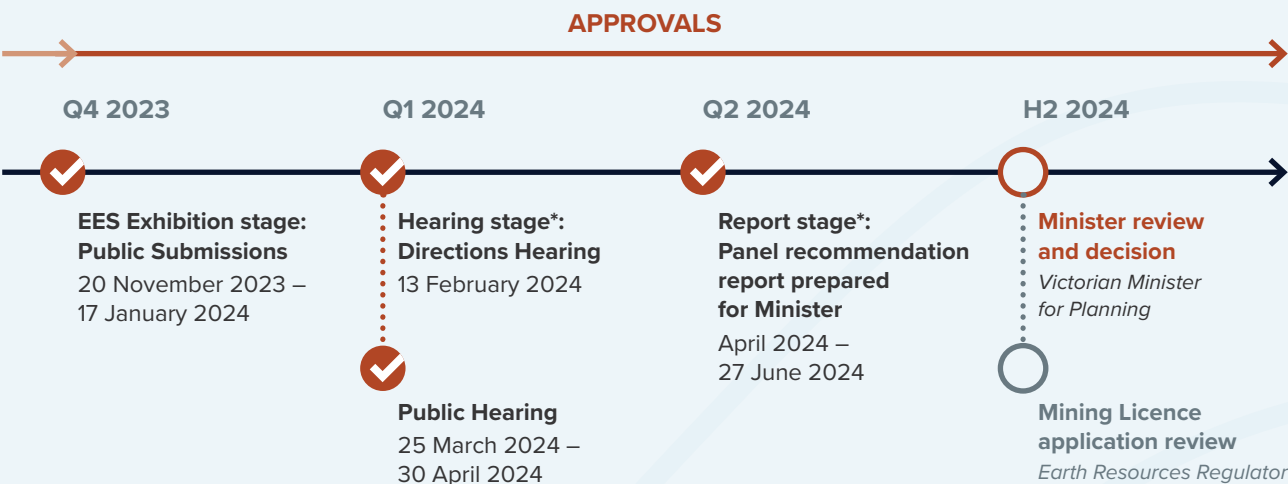 APPROVALS
Q4 2023
Q1 2024
Q2 2024
H2 2024
EES Exhibition stage:
Public Submissions
20 November 2023 –
17 January 2024
Hearing stage*:
Directions Hearing
13 February 2024
Public Hearing
25 March 2024 –
30 April 2024
Report stage*:
Panel recommendation
report prepared
for Minister
April 2024 –
27 June 2024
Minister review
and decision
Victorian Minister
for Planning
Mining Licence
application review
Earth Resources Regulator